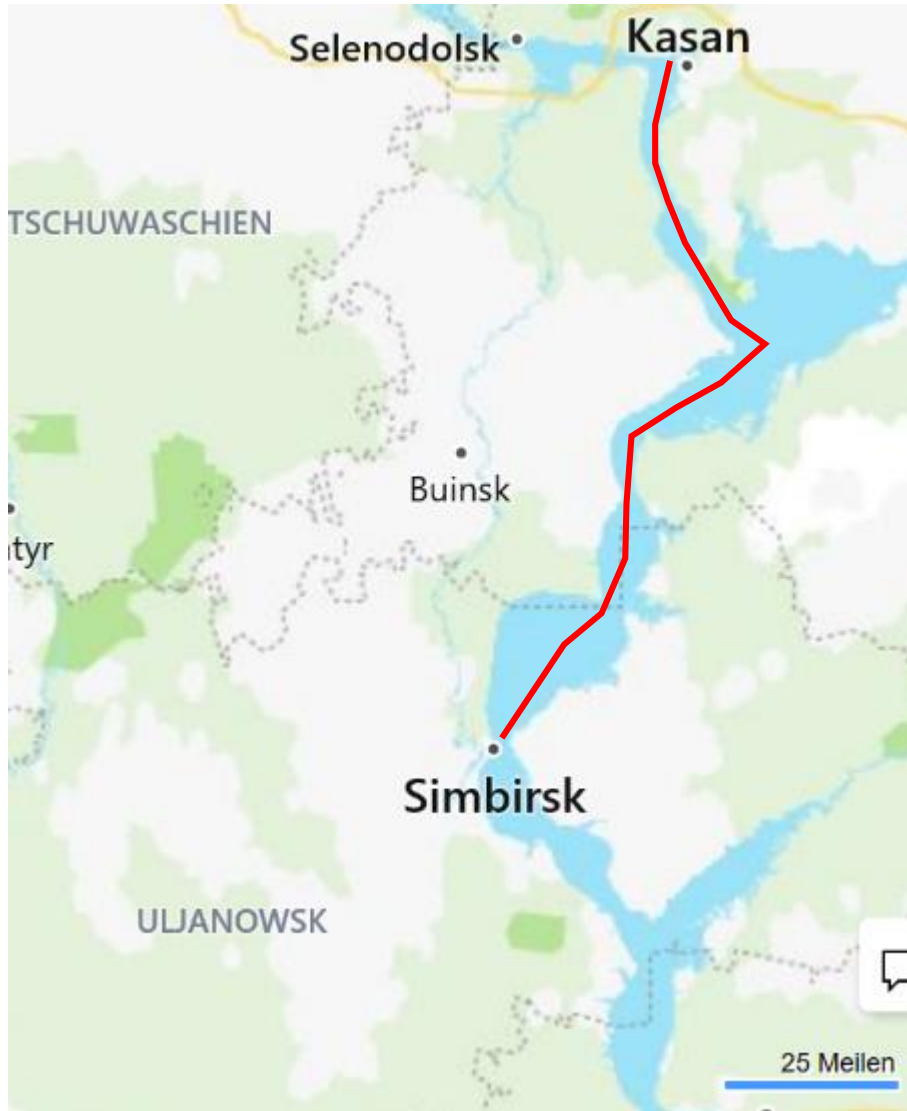 Kasan
Selenodolsk
TSCHUWASCHIEN
Buinsk
tyr
Simbirsk
ULJANOWSK
25 Meilen